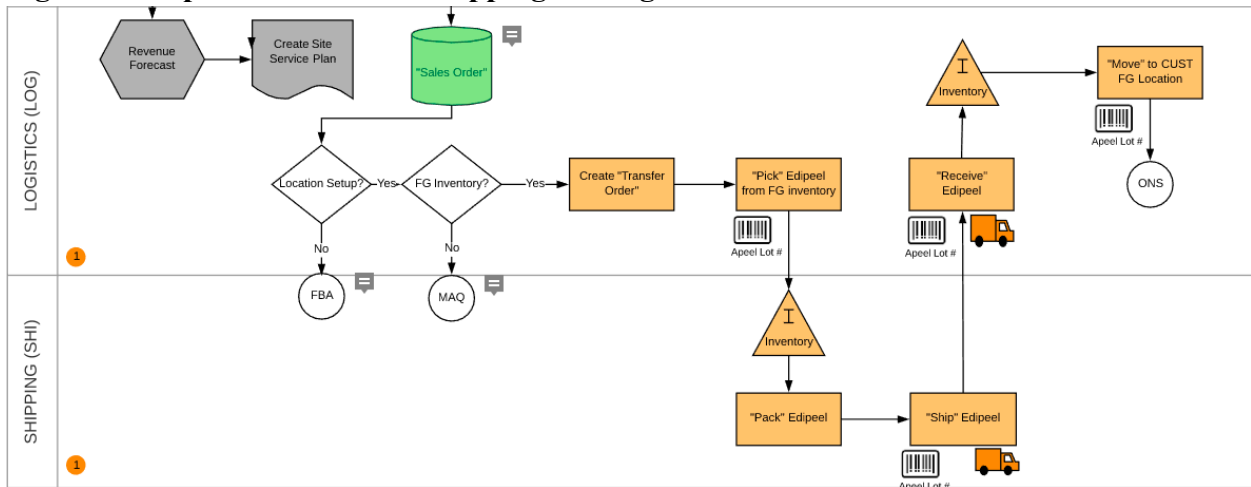 LOGISTICS (LOG)
Revenue
Forecast
Create Site
Service Plan
"Sales Order"
Inventory
"Move" to CUST
FG Location
Apeel Lot #
Location Setup?
Yes
FG Inventory?
Yes
Create "Transfer
Order"
"Pick" Edipeel
from FG inventory
"Receive"
Edipeel
ONS
Apeel Lot #
Apeel Lot #
No
No
1
SHIPPING (SHI)
FBA
MAQ
Inventory
"Pack" Edipeel
"Ship" Edipeel
1
Apeel Lot #